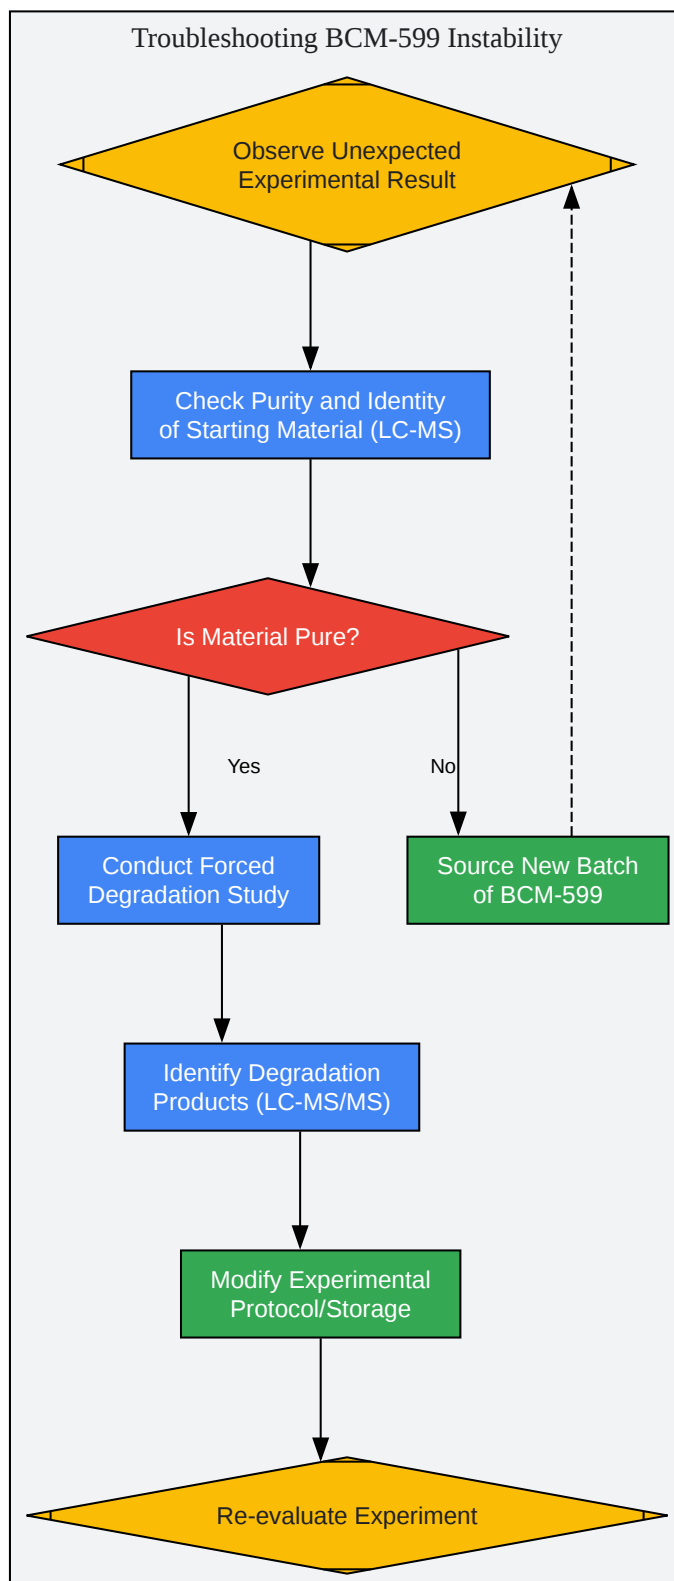 Troubleshooting BCM-599 Instability
Observe Unexpected
Experimental Result
Check Purity and Identity
of Starting Material (LC-MS)
Is Material Pure?
Yes
No
Conduct Forced
Degradation Study
Source New Batch
of BCM-599
Identify Degradation
Products (LC-MS/MS)
Modify Experimental
Protocol/Storage
Re-evaluate Experiment